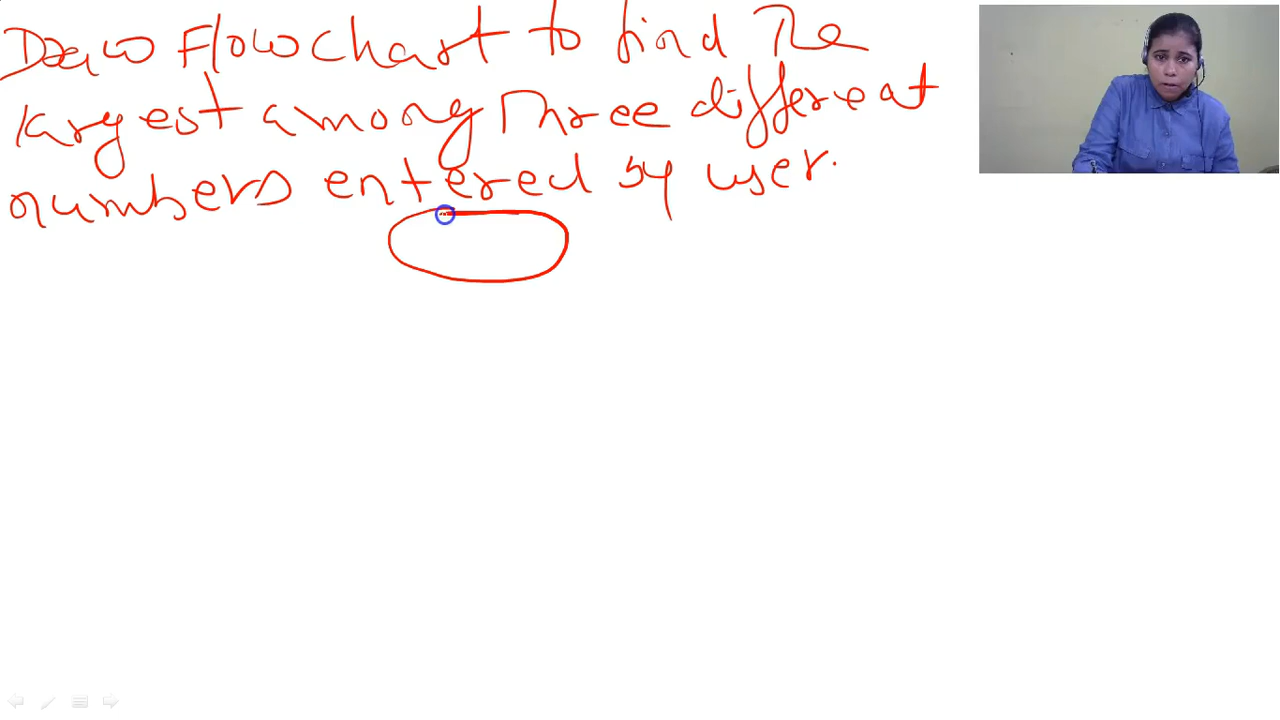 Draw Flowchart to find The
largest among Three different
numbers entered by user.